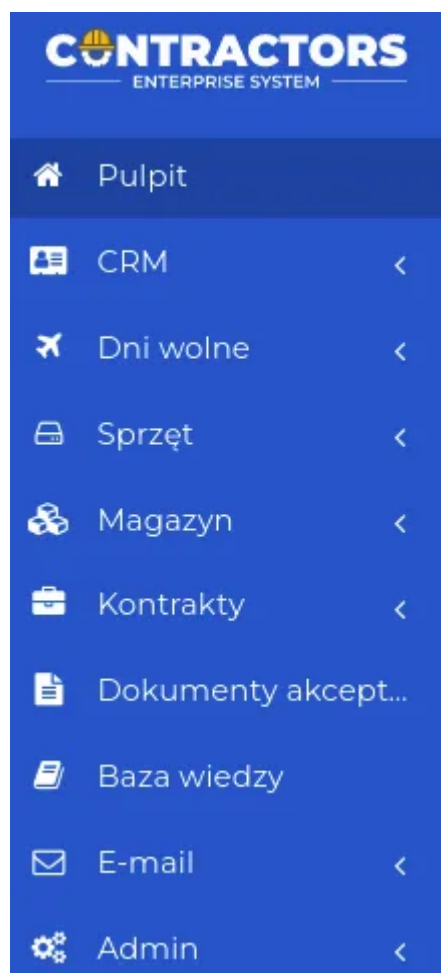 CONTRACTORS
ENTERPRISE SYSTEM
Pulpit
CRM
Dni wolne
Sprzęt
Magazyn
Kontrakty
Dokumenty akcept...
Baza wiedzy
E-mail
Admin